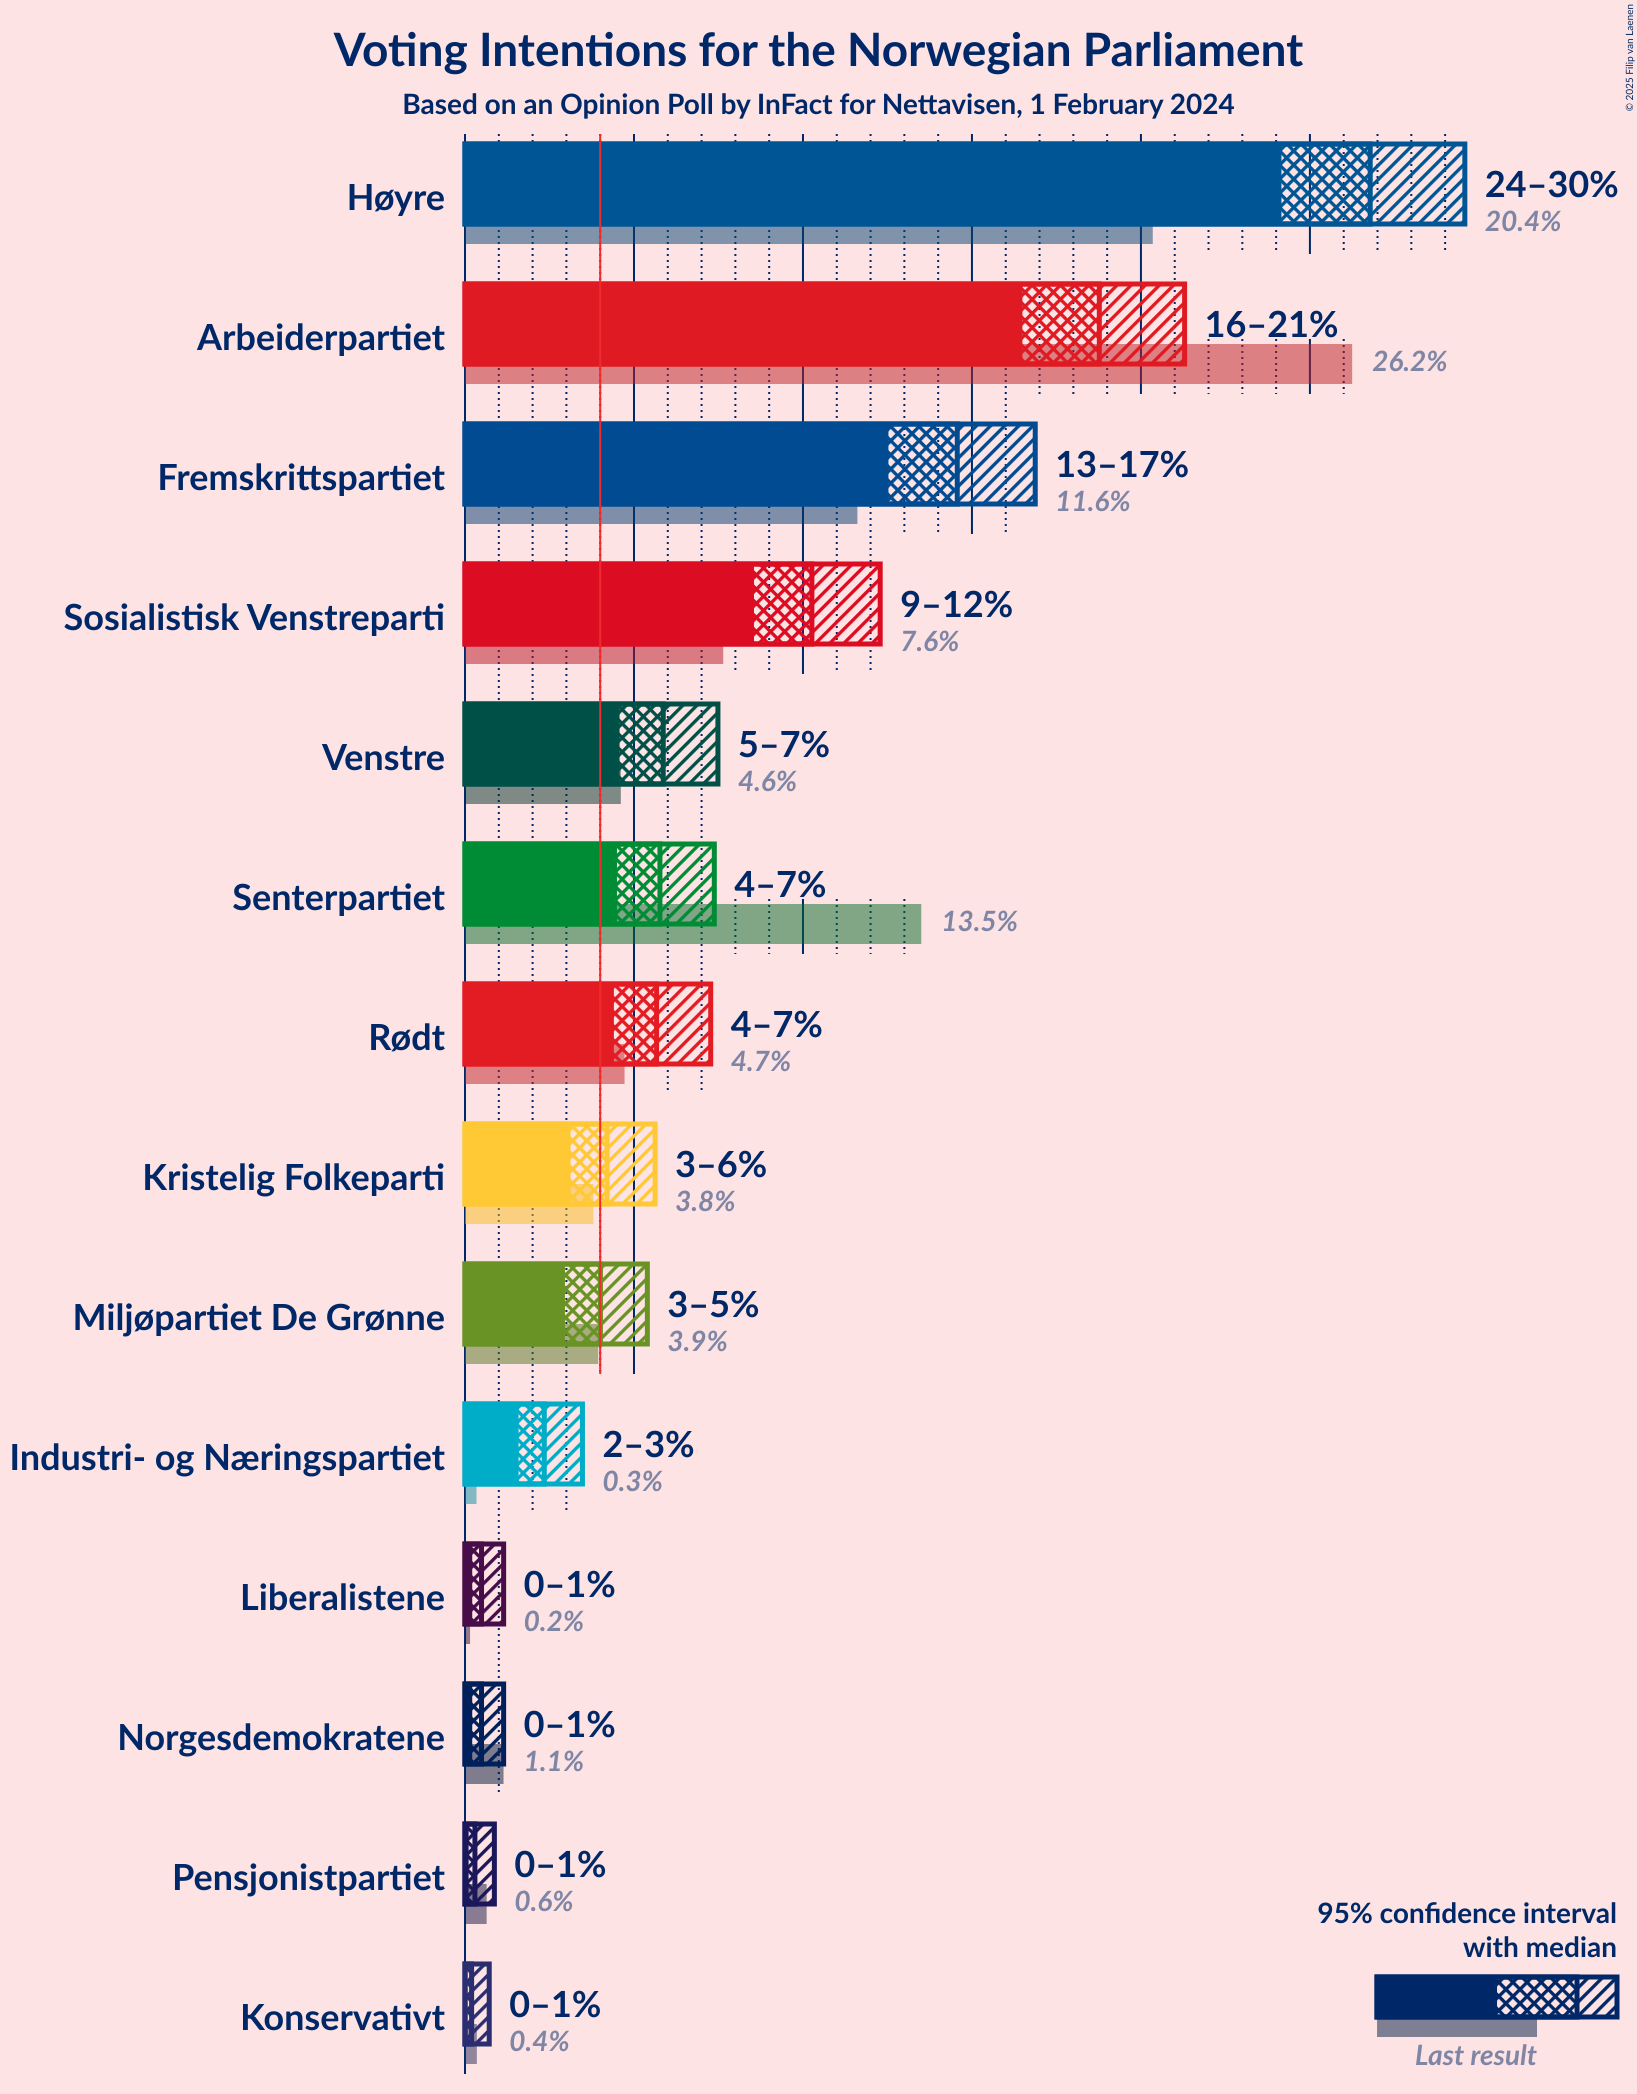 Voting Intentions for the Norwegian Parliament
Based on an Opinion Poll by InFact for Nettavisen, 1 February 2024
© 2025 Filip van Laenen
Høyre
24–30%
20.4%
Arbeiderpartiet
16–21%
26.2%
Fremskrittspartiet
13–17%
11.6%
Sosialistisk Venstreparti
9–12%
7.6%
Venstre
5–7%
4.6%
Senterpartiet
4–7%
13.5%
Rødt
4–7%
4.7%
Kristelig Folkeparti
3–6%
3.8%
Miljøpartiet De Grønne
3–5%
3.9%
Industri- og Næringspartiet
2–3%
0.3%
Liberalistene
0–1%
0.2%
Norgesdemokratene
0–1%
1.1%
Pensjonistpartiet
0–1%
0.6%
Konservativt
0–1%
0.4%
95% confidence interval
with median
Last result